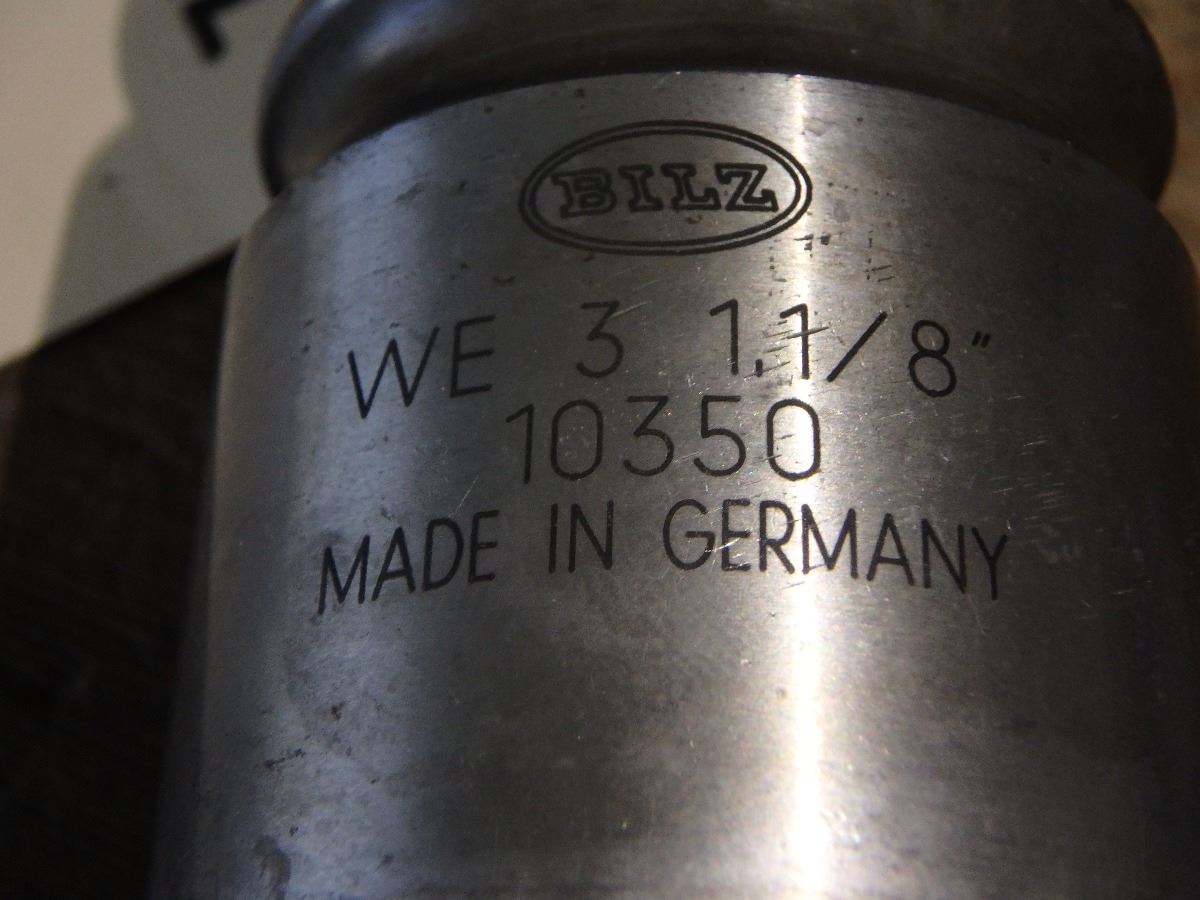 BILZ
WE 3 1.1/8"
10350
MADE IN GERMANY